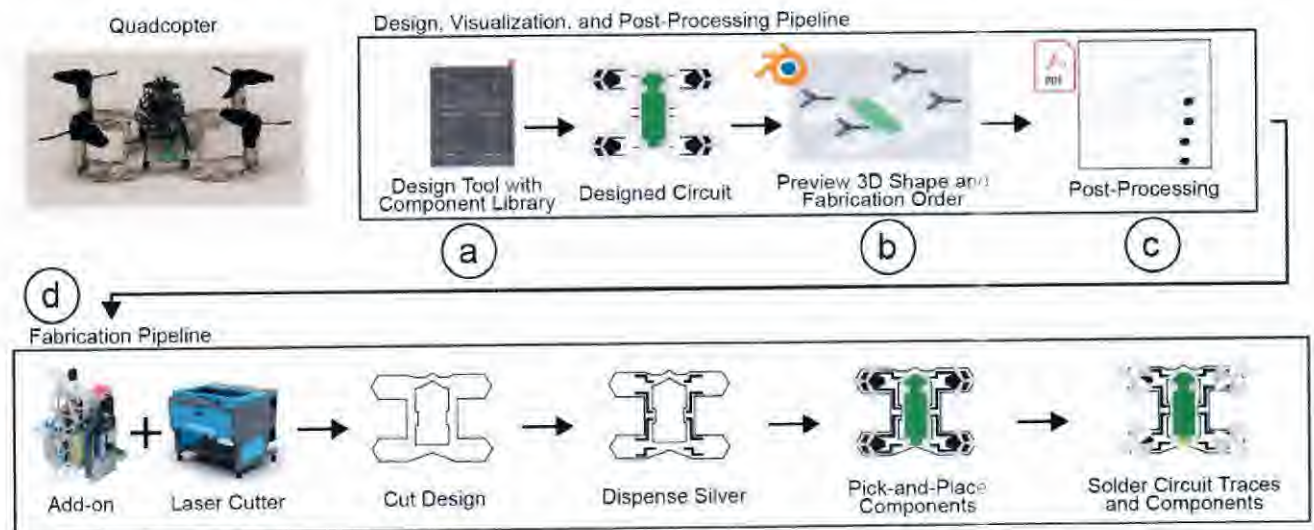 Quadcopter
Design, Visualization, and Post-Processing Pipeline
PDF
Design Tool with
Component Library
Designed Circuit
Preview 3D Shape and
Fabrication Order
Post-Processing
a
b
c
d
Fabrication Pipeline
Add-on
Laser Cutter
Cut Design
Dispense Silver
Pick-and-Place
Components
Solder Circuit Traces
and Components